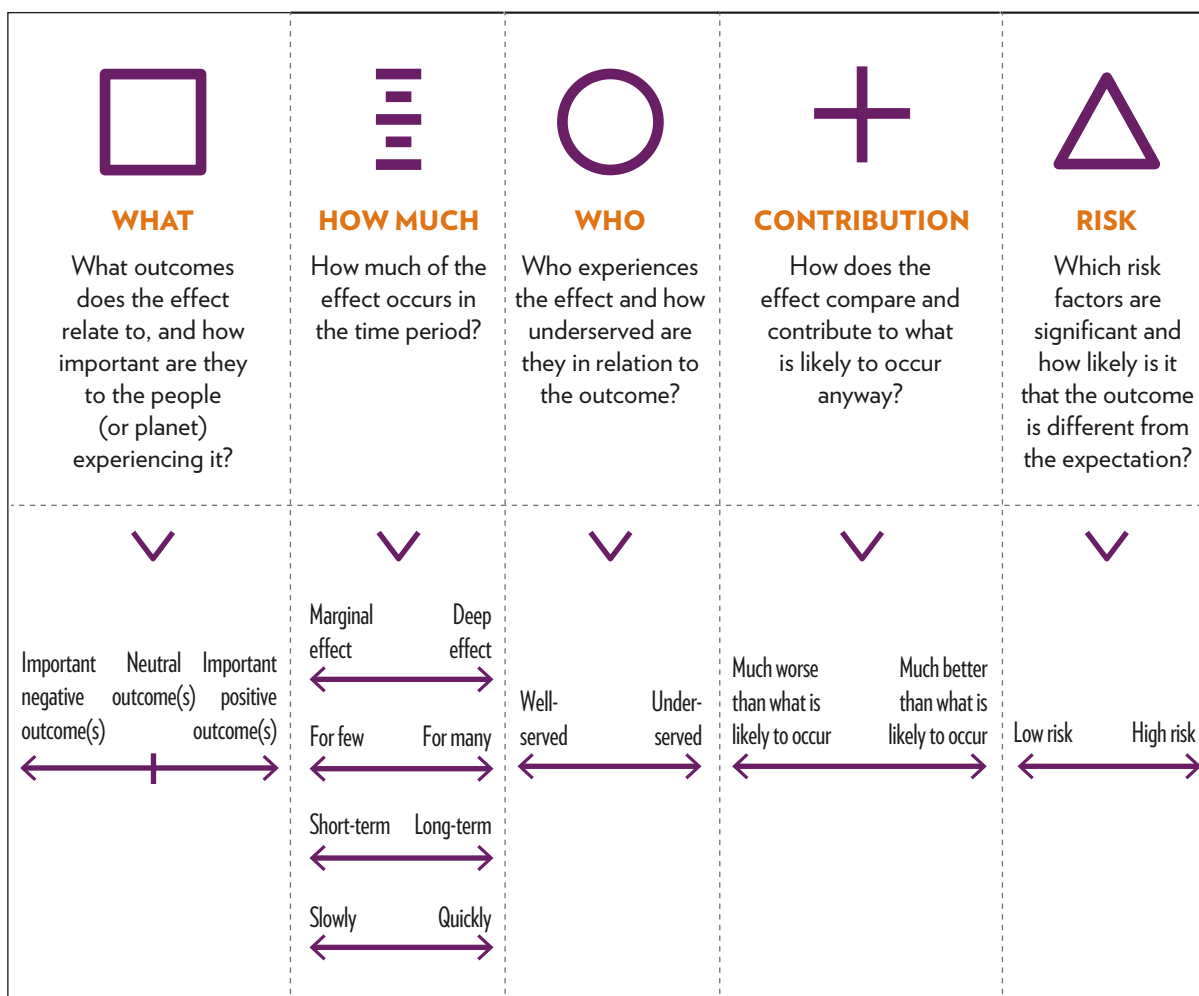 WHAT
What outcomes
does the effect
relate to, and how
important are they
to the people
(or planet)
experiencing it?
HOW MUCH
How much of the
effect occurs in
the time period?
WHO
Who experiences
the effect and how
underserved are
they in relation to
the outcome?
CONTRIBUTION
How does the
effect compare and
contribute to what
is likely to occur
anyway?
RISK
Which risk
factors are
significant and
how likely is it
that the outcome
is different from
the expectation?
Important
negative
outcome(s)
Neutral
outcome(s)
Important
positive
outcome(s)
Marginal
effect
Deep
effect
For few
For many
Short-term
Long-term
Slowly
Quickly
Well-
served
Under-
served
Much worse
than what is
likely to occur
Much better
than what is
likely to occur
Low risk
High risk